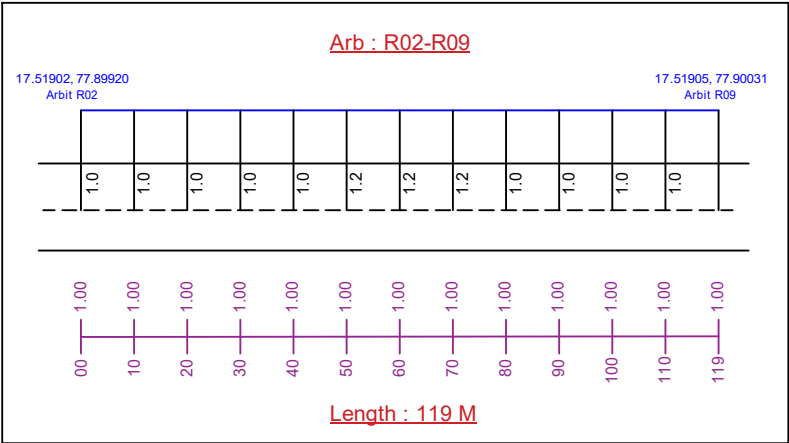 Arb : R02-R09
17.51902, 77.89920
Arbit R02
17.51905, 77.90031
Arbit R09
1.0 1.0 1.0 1.0 1.0 1.2 1.2 1.2 1.0 1.0 1.0 1.0
1.00 1.00 1.00 1.00 1.00 1.00 1.00 1.00 1.00 1.00 1.00 1.00 1.00
00 10 20 30 40 50 60 70 80 90 100 110 119
Length : 119 M